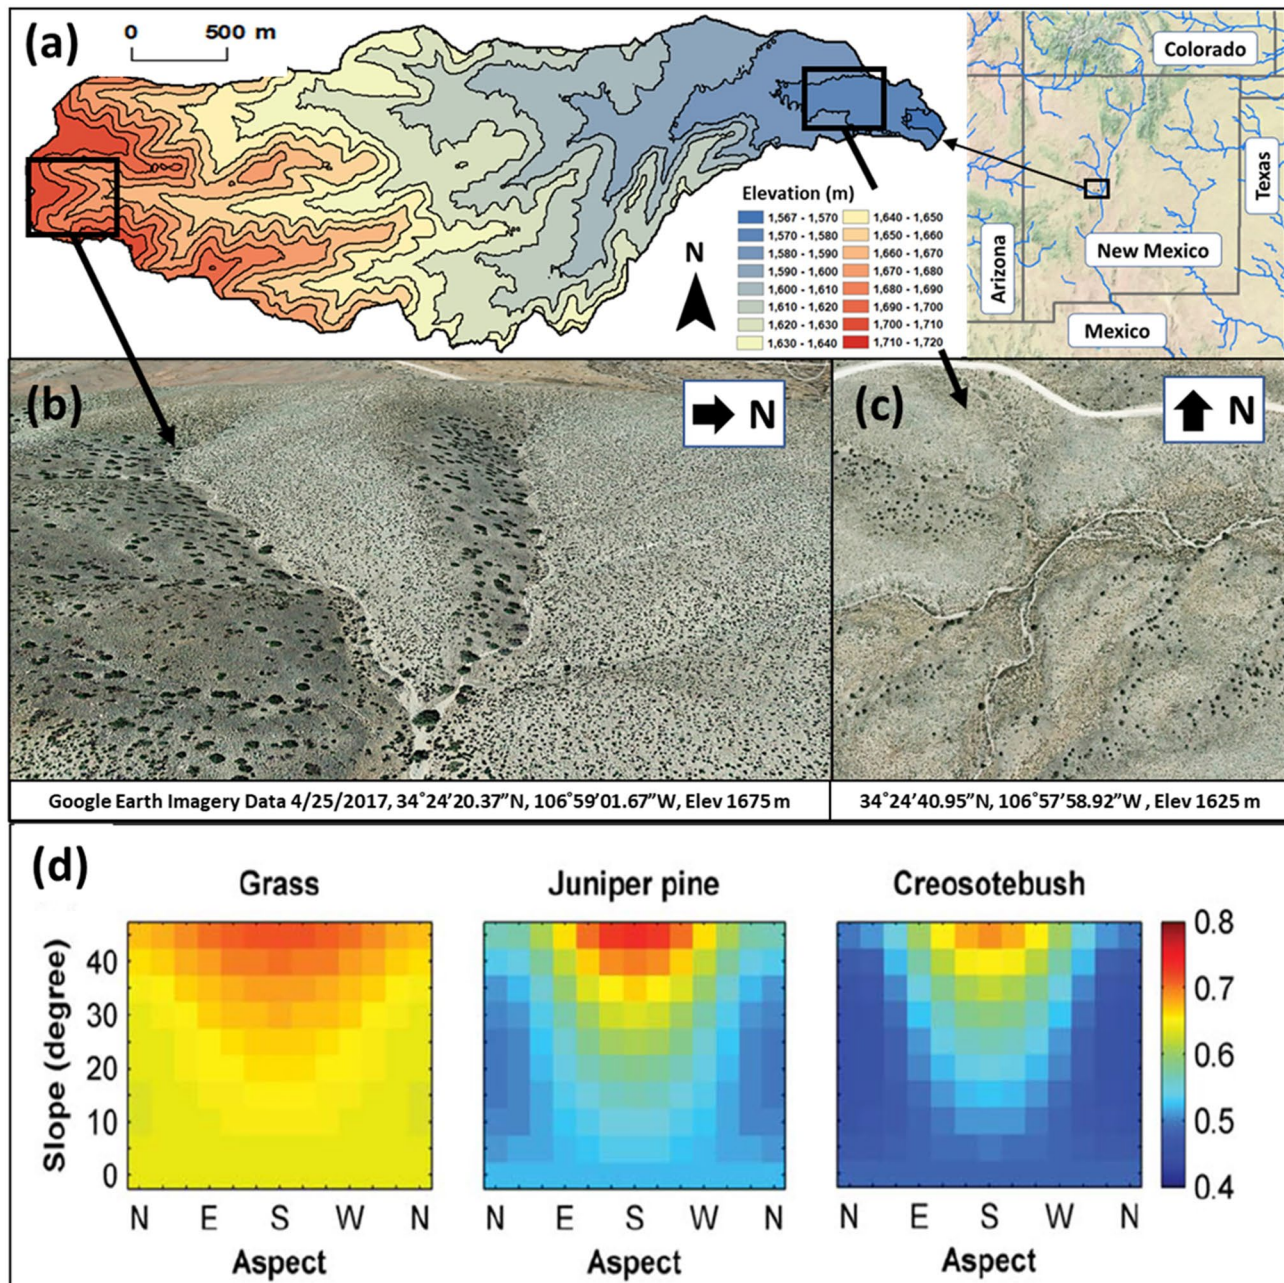 (a)
0 500 m
Elevation (m)
1,567 - 1,570
1,570 - 1,580
1,580 - 1,590
1,590 - 1,600
1,600 - 1,610
1,610 - 1,620
1,620 - 1,630
1,630 - 1,640
1,640 - 1,650
1,650 - 1,660
1,660 - 1,670
1,670 - 1,680
1,680 - 1,690
1,690 - 1,700
1,700 - 1,710
1,710 - 1,720
N
Colorado
Texas
Arizona
New Mexico
Mexico
(b)
N
(c)
N
Google Earth Imagery Data 4/25/2017, 34°24'20.37"N, 106°59'01.67"W, Elev 1675 m
34°24'40.95"N, 106°57'58.92"W , Elev 1625 m
(d)
Grass
Juniper pine
Creosotebush
Slope (degree)
40
30
20
10
0
N E S W N
Aspect
N E S W N
Aspect
N E S W N
Aspect
0.8
0.7
0.6
0.5
0.4